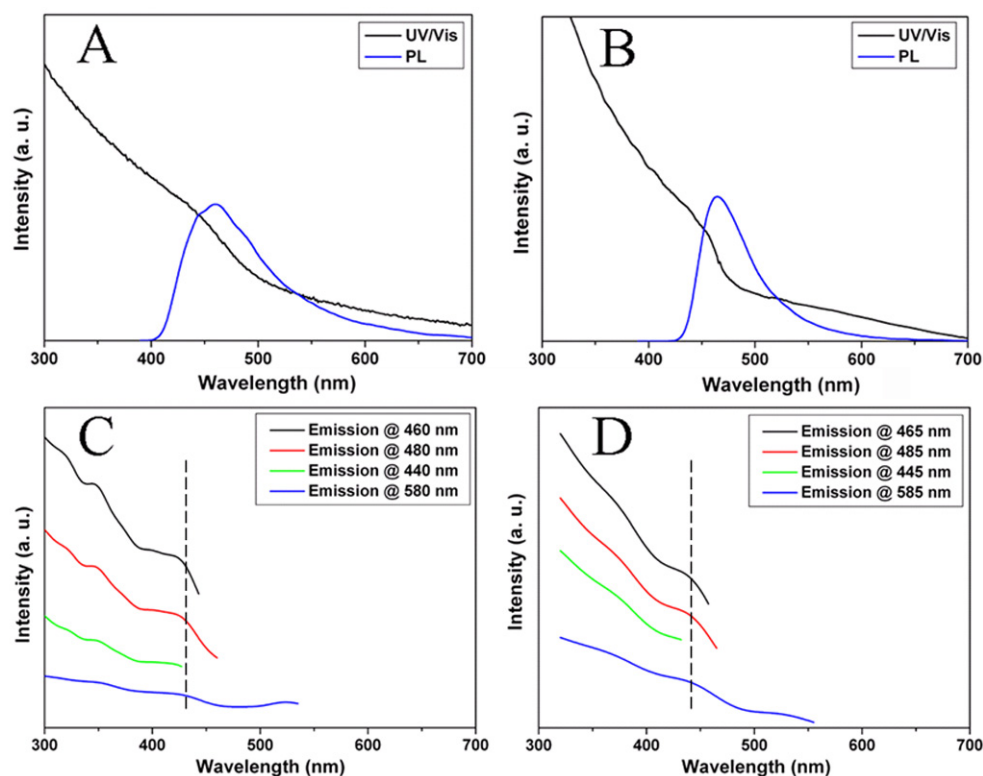 A
UV/Vis
PL
Intensity (a. u.)
300 400 500 600 700
Wavelength (nm)
B
UV/Vis
PL
Intensity (a. u.)
300 400 500 600 700
Wavelength (nm)
C
Emission @ 460 nm
Emission @ 480 nm
Emission @ 440 nm
Emission @ 580 nm
Intensity (a. u.)
300 400 500 600 700
Wavelength (nm)
D
Emission @ 465 nm
Emission @ 485 nm
Emission @ 445 nm
Emission @ 585 nm
Intensity (a. u.)
300 400 500 600 700
Wavelength (nm)